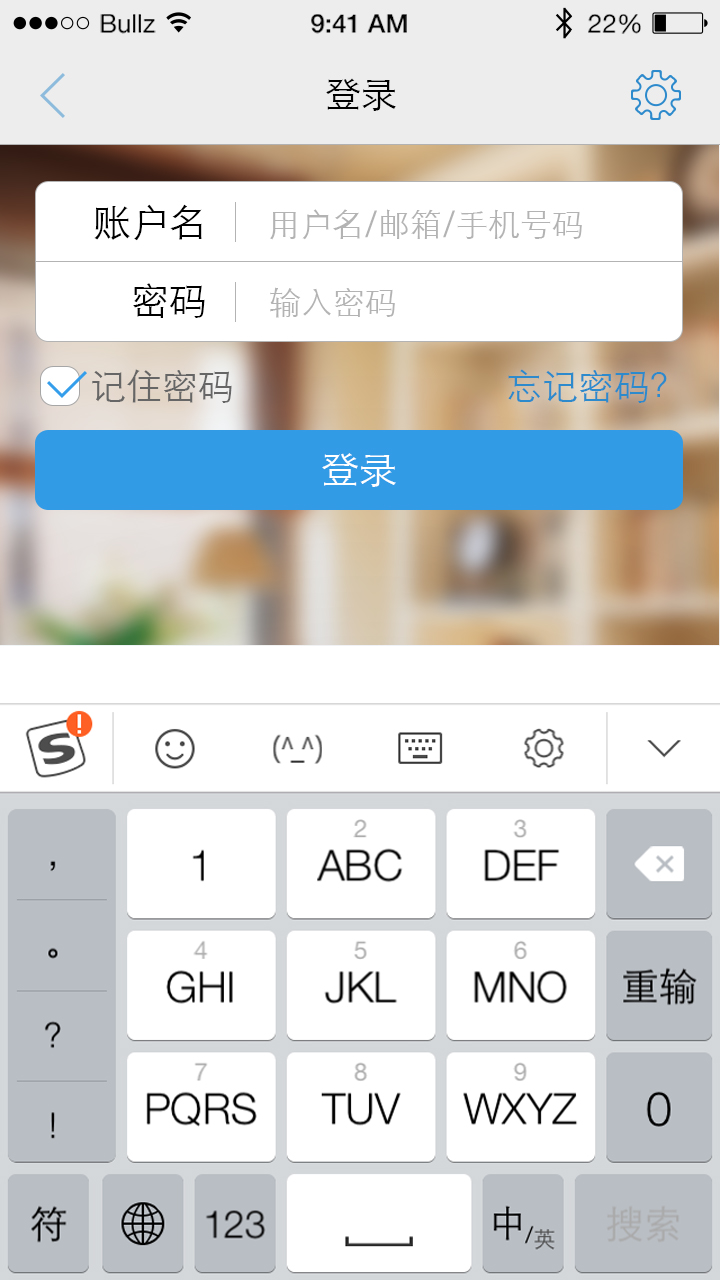 Bullz 9:41 AM 22%
登录
账户名 用户名/邮箱/手机号码
密码 输入密码
记住密码 忘记密码?
登录
S ! (^_^)
, 1 2 ABC 3 DEF
。 4 GHI 5 JKL 6 MNO 重输
? 7 PQRS 8 TUV 9 WXYZ 0
!
符 123 中/英 搜索